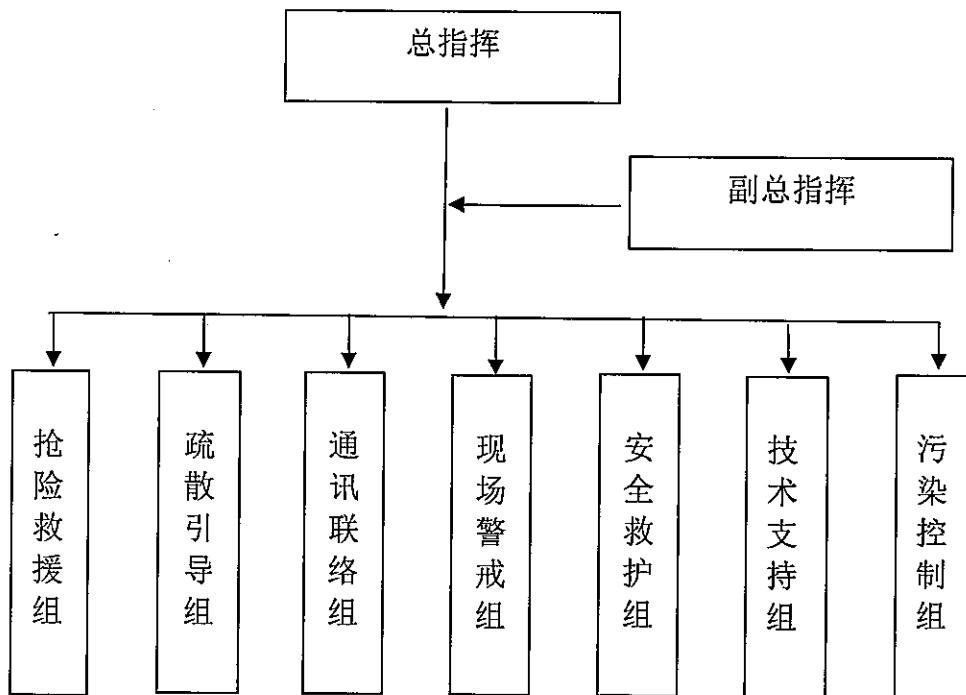 总指挥
副总指挥
抢险救援组
疏散引导组
通讯联络组
现场警戒组
安全救护组
技术支持组
污染控制组